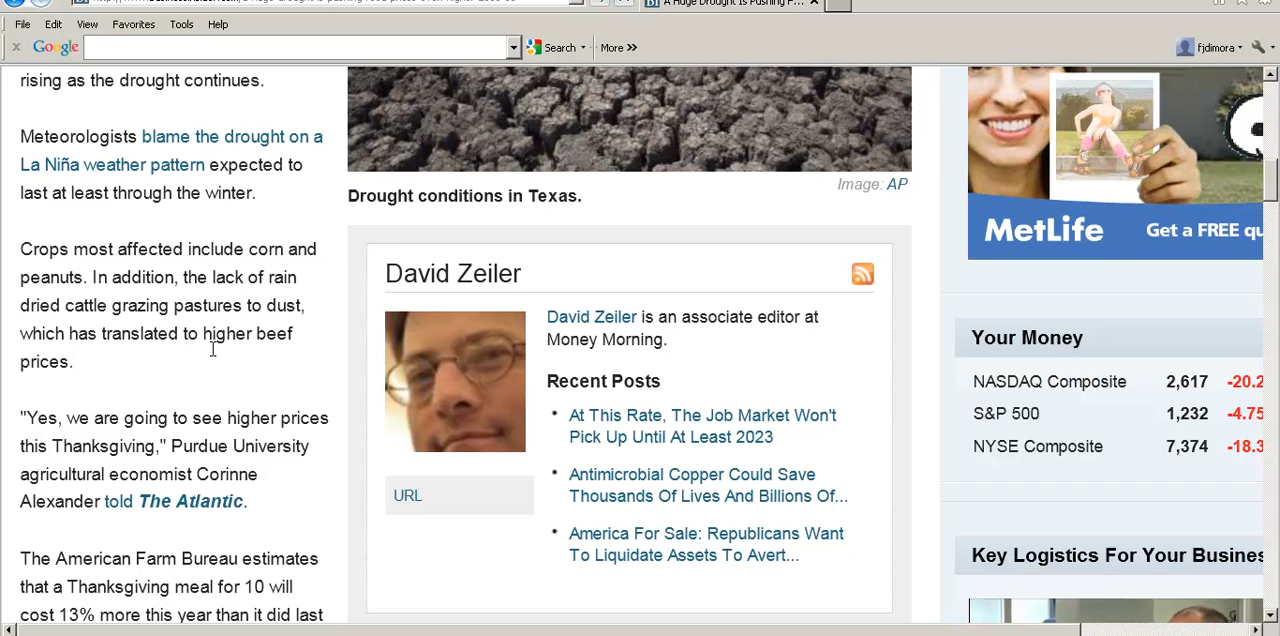 A Huge Drought Is Pushing F...
File Edit View Favorites Tools Help
x Google Search More >> fjdimora
rising as the drought continues.
Meteorologists blame the drought on a
La Niña weather pattern expected to
last at least through the winter.
Crops most affected include corn and
peanuts. In addition, the lack of rain
dried cattle grazing pastures to dust,
which has translated to higher beef
prices.
"Yes, we are going to see higher prices
this Thanksgiving," Purdue University
agricultural economist Corinne
Alexander told The Atlantic.
The American Farm Bureau estimates
that a Thanksgiving meal for 10 will
cost 13% more this year than it did last
Image: AP
Drought conditions in Texas.
David Zeiler
David Zeiler is an associate editor at
Money Morning.
Recent Posts
• At This Rate, The Job Market Won't
Pick Up Until At Least 2023
• Antimicrobial Copper Could Save
Thousands Of Lives And Billions Of...
• America For Sale: Republicans Want
To Liquidate Assets To Avert...
URL
MetLife Get a FREE qu
Your Money
NASDAQ Composite 2,617 -20.2
S&P 500 1,232 -4.75
NYSE Composite 7,374 -18.3
Key Logistics For Your Busines